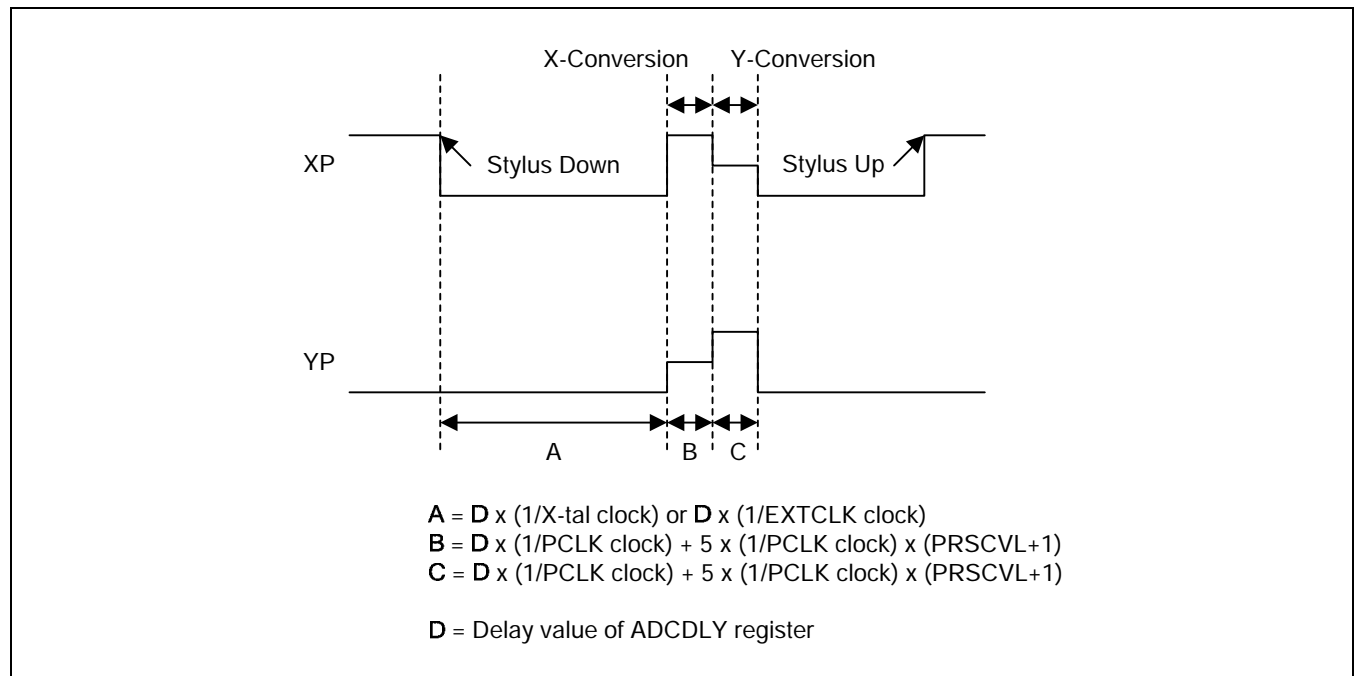 X-Conversion Y-Conversion
XP
Stylus Down
Stylus Up
YP
A
B
C
A = D x (1/X-tal clock) or D x (1/EXTCLK clock)
B = D x (1/PCLK clock) + 5 x (1/PCLK clock) x (PRSCVL+1)
C = D x (1/PCLK clock) + 5 x (1/PCLK clock) x (PRSCVL+1)
D = Delay value of ADCDLY register